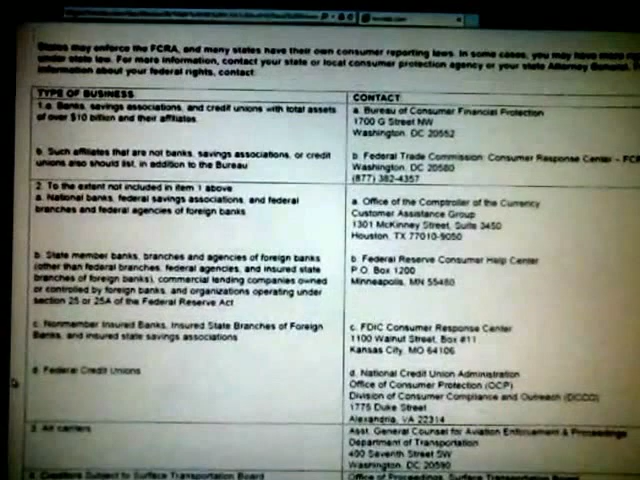 States may enforce the FCRA, and many states have their own consumer reporting laws. In some cases, you may have more
under state law. For more information, contact your state or local consumer protection agency or your state Attorney General.
information about your federal rights, contact:
TYPE OF BUSINESS
CONTACT
1.a. Banks, savings associations, and credit unions with total assets
of over $10 billion and their affiliates.
a. Bureau of Consumer Financial Protection
1700 G Street NW
Washington, DC 20552
b. Such affiliates that are not banks, savings associations, or credit
unions also should list, in addition to the Bureau
b. Federal Trade Commission: Consumer Response Center – FCR
Washington, DC 20580
(877) 382-4357
2. To the extent not included in item 1 above
a. National banks, federal savings associations, and federal
branches and federal agencies of foreign banks
a. Office of the Comptroller of the Currency
Customer Assistance Group
1301 McKinney Street, Suite 3450
Houston, TX 77010-9050
b. State member banks, branches and agencies of foreign banks
(other than federal branches, federal agencies, and insured state
branches of foreign banks), commercial lending companies owned
or controlled by foreign banks, and organizations operating under
section 25 or 25A of the Federal Reserve Act
b. Federal Reserve Consumer Help Center
P.O. Box 1200
Minneapolis, MN 55480
c. Nonmember Insured Banks, Insured State Branches of Foreign
Banks, and insured state savings associations
c. FDIC Consumer Response Center
1100 Walnut Street, Box #11
Kansas City, MO 64106
d. Federal Credit Unions
d. National Credit Union Administration
Office of Consumer Protection (OCP)
Division of Consumer Compliance and Outreach (DCCO)
1775 Duke Street
Alexandria, VA 22314
3. Air carriers
Asst. General Counsel for Aviation Enforcement & Proceedings
Department of Transportation
400 Seventh Street SW
Washington, DC 20590
4. Creditors Subject to Surface Transportation Board
Office of Proceedings, Surface Transportation Board